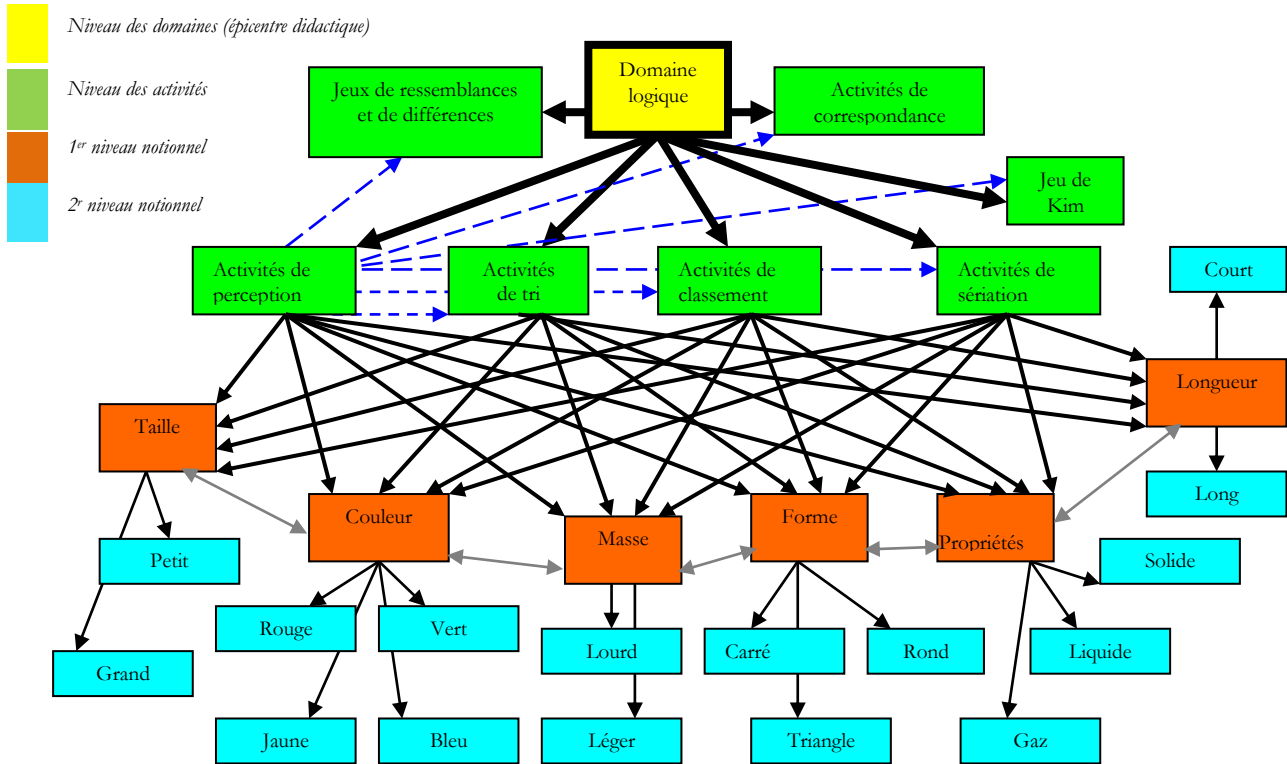 Niveau des domaines (épicentre didactique)
Niveau des activités
1er niveau notionnel
2r niveau notionnel
Domaine
logique
Jeux de ressemblances
et de différences
Activités de
correspondance
Jeu de
Kim
Activités de
perception
Activités
de tri
Activités de
classement
Activités de
sériation
Court
Longueur
Long
Taille
Couleur
Masse
Forme
Propriétés
Petit
Grand
Rouge
Vert
Jaune
Bleu
Lourd
Léger
Carré
Rond
Triangle
Solide
Liquide
Gaz